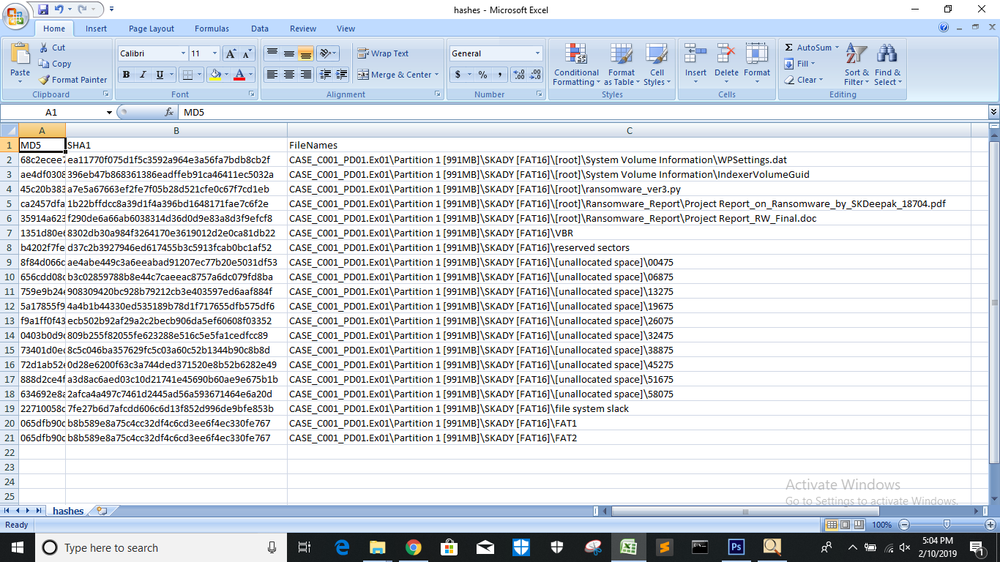 hashes - Microsoft Excel
Home Insert Page Layout Formulas Data Review View
Paste
Cut
Copy
Format Painter
Clipboard
Calibri 11
B I U
Font
Wrap Text
Merge & Center
Alignment
General
$ % ,
Number
Conditional Formatting
Format as Table
Cell Styles
Styles
Insert Delete Format
Cells
AutoSum
Fill
Clear
Sort & Filter
Find & Select
Editing
A1 fx MD5
A B C
1 MD5 SHA1 FileNames
2 68c2ecee7 ea11770f075d1f5c3592a964e3a56fa7bdb8cb2f CASE_C001_PD01.Ex01\Partition 1 [991MB]\SKADY [FAT16]\[root]\System Volume Information\WPSettings.dat
3 ae4df0308 396eb47b868361386eadffeb91ca46411ec5032a CASE_C001_PD01.Ex01\Partition 1 [991MB]\SKADY [FAT16]\[root]\System Volume Information\IndexerVolumeGuid
4 45c20b383 a7e5a67663ef2fe7f05b28d521cfe0c67f7cd1eb CASE_C001_PD01.Ex01\Partition 1 [991MB]\SKADY [FAT16]\[root]\ransomware_ver3.py
5 ca2457dfa 1b22bffdcc8a39d1f4a396bd1648171fae7c6f2e CASE_C001_PD01.Ex01\Partition 1 [991MB]\SKADY [FAT16]\[root]\Ransomware_Report\Project Report_on_Ransomware_by_SKDeepak_18704.pdf
6 35914a623 f290de6a66ab6038314d36d0d9e83a8d3f9efcf8 CASE_C001_PD01.Ex01\Partition 1 [991MB]\SKADY [FAT16]\[root]\Ransomware_Report\Project Report_RW_Final.doc
7 1351d80e6 8302db30a984f3264170e3619012d2e0ca81db22 CASE_C001_PD01.Ex01\Partition 1 [991MB]\SKADY [FAT16]\VBR
8 b4202f7fe d37c2b3927946ed617455b3c5913fcab0bc1af52 CASE_C001_PD01.Ex01\Partition 1 [991MB]\SKADY [FAT16]\reserved sectors
9 8f84d066c ae4abe449c3a6eeabad91207ec77b20e5031df53 CASE_C001_PD01.Ex01\Partition 1 [991MB]\SKADY [FAT16]\[unallocated space]\00475
10 656cdd08c b3c02859788b8e44c7caeeac8757a6dc079fd8ba CASE_C001_PD01.Ex01\Partition 1 [991MB]\SKADY [FAT16]\[unallocated space]\06875
11 759e9b24e 908309420bc928b79212cb3e403597ed6aaf884f CASE_C001_PD01.Ex01\Partition 1 [991MB]\SKADY [FAT16]\[unallocated space]\13275
12 5a17855f9 4a4b1b44330ed535189b78d1f717655dfb575df6 CASE_C001_PD01.Ex01\Partition 1 [991MB]\SKADY [FAT16]\[unallocated space]\19675
13 f9a1ff0f43 ecb502b92af29a2c2becb906da5ef60608f03352 CASE_C001_PD01.Ex01\Partition 1 [991MB]\SKADY [FAT16]\[unallocated space]\26075
14 0403b0d9c 809b255f82055fe623288e516c5e5fa1cedfcc89 CASE_C001_PD01.Ex01\Partition 1 [991MB]\SKADY [FAT16]\[unallocated space]\32475
15 73401d0ec 8c5c046ba357629fc5c03a60c52b1344b90c8b8d CASE_C001_PD01.Ex01\Partition 1 [991MB]\SKADY [FAT16]\[unallocated space]\38875
16 72d1ab52e 0d28e6200f63c3a744ded371520e8b52b6282e49 CASE_C001_PD01.Ex01\Partition 1 [991MB]\SKADY [FAT16]\[unallocated space]\45275
17 888d2ce4f a3d8ac6aed03c10d21741e45690b60ae9e675b1b CASE_C001_PD01.Ex01\Partition 1 [991MB]\SKADY [FAT16]\[unallocated space]\51675
18 634692e8a 2afca4a497c7461d2445ad56a593671464e6a20d CASE_C001_PD01.Ex01\Partition 1 [991MB]\SKADY [FAT16]\[unallocated space]\58075
19 22710058c 7fe27b6d7afcdd606c6d13f852d996de9bfe853b CASE_C001_PD01.Ex01\Partition 1 [991MB]\SKADY [FAT16]\file system slack
20 065dfb90c b8b589e8a75c4cc32df4c6cd3ee6f4ec330fe767 CASE_C001_PD01.Ex01\Partition 1 [991MB]\SKADY [FAT16]\FAT1
21 065dfb90c b8b589e8a75c4cc32df4c6cd3ee6f4ec330fe767 CASE_C001_PD01.Ex01\Partition 1 [991MB]\SKADY [FAT16]\FAT2
22
23
24
25
Activate Windows
Go to Settings to activate Windows.
hashes
Ready 100%
Type here to search
5:04 PM
2/10/2019